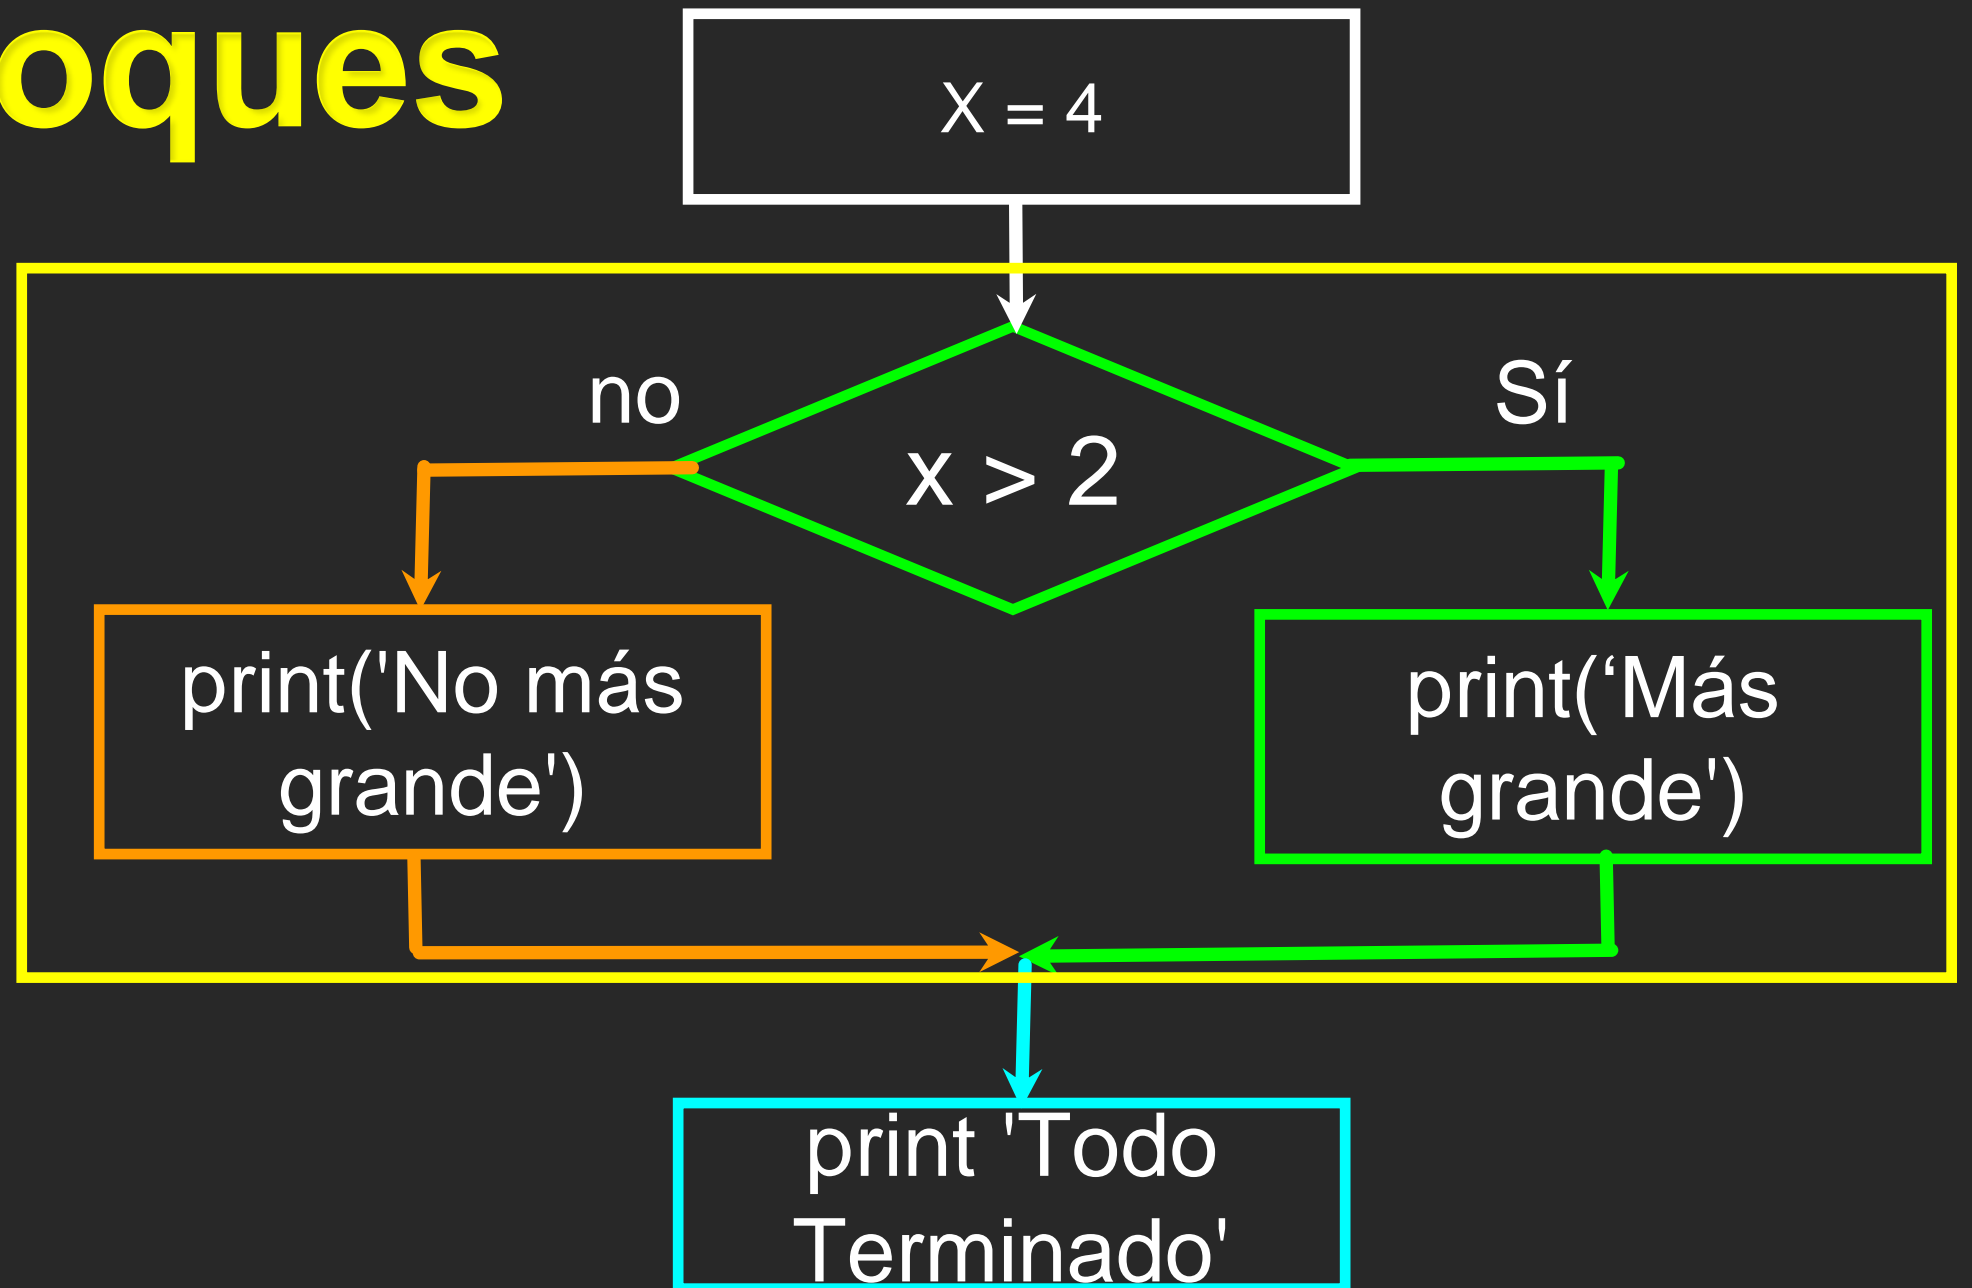 oques
X = 4
no
Sí
x > 2
print('No más
grande')
print(‘Más
grande')
print 'Todo
Terminado'